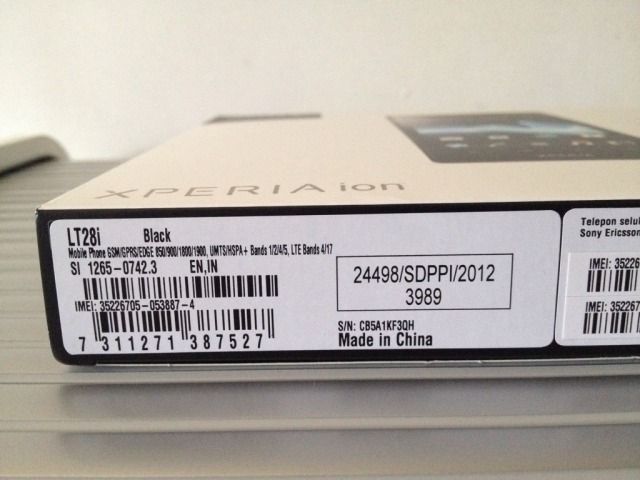 XPERIA ion
LT28i Black
Mobile Phone GSM/GPRS/EDGE 850/900/1800/1900, UMTS/HSPA+ Bands 1/2/4/5, LTE Bands 4/17
SI 1265-0742.3 EN,IN
IMEI: 35226705-053887-4
7 311271 387527
24498/SDPPI/2012
3989
S/N: CB5A1KF3QH
Made in China
Telepon selul
Sony Ericsson
IMEI: 35226
IMEI: 35226